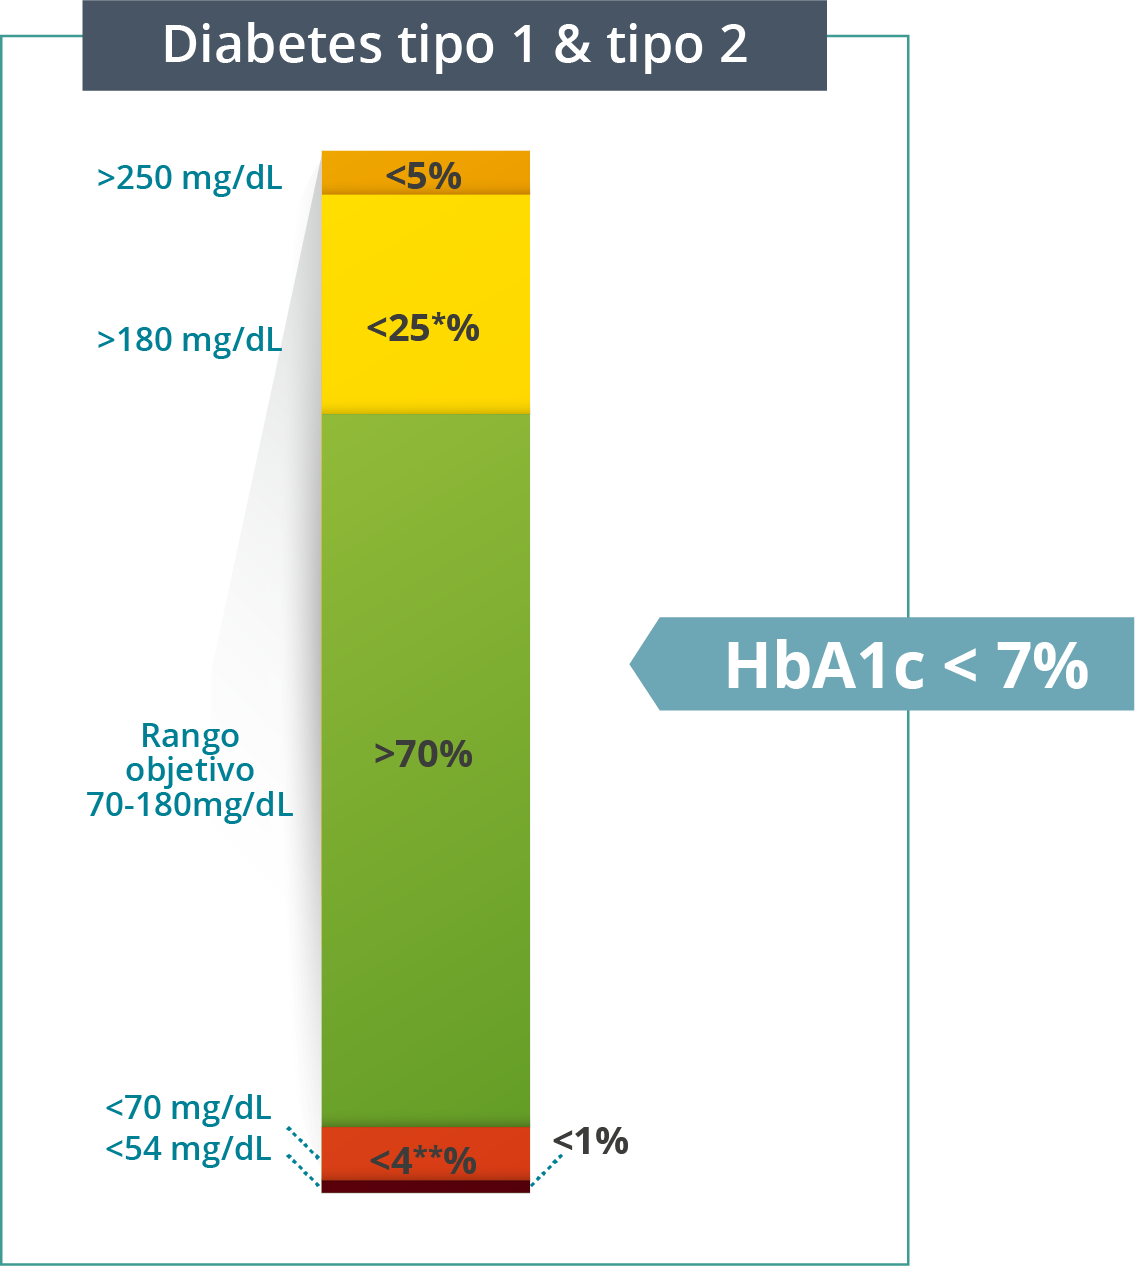 Diabetes tipo 1 & tipo 2
>250 mg/dL
<5%
>180 mg/dL
<25*%
HbA1c < 7%
Rango
objetivo
70-180mg/dL
>70%
<70 mg/dL
<54 mg/dL
<4**%
<1%